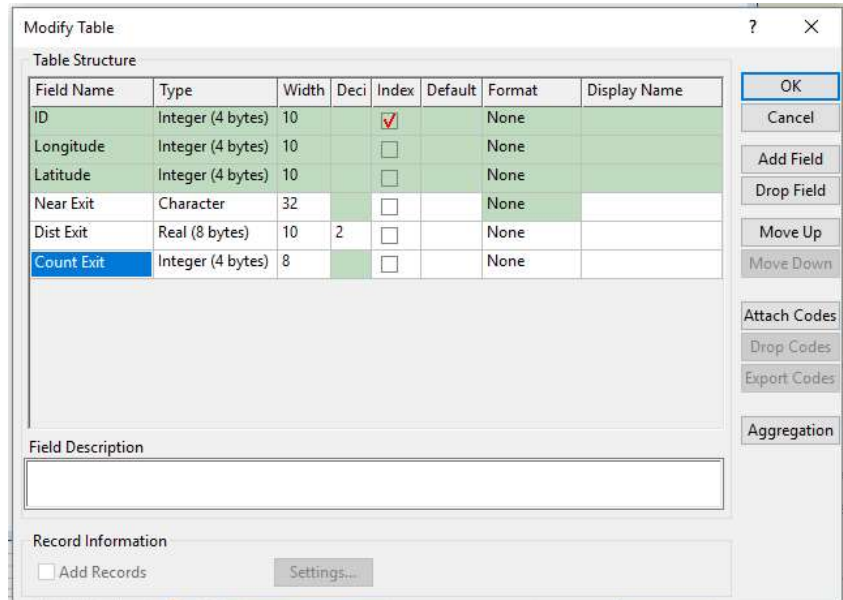 Modify Table ?
Table Structure
Field Name Type Width Deci Index Default Format Display Name
ID Integer (4 bytes) 10 None
Longitude Integer (4 bytes) 10 None
Latitude Integer (4 bytes) 10 None
Near Exit Character 32 None
Dist Exit Real (8 bytes) 10 2 None
Count Exit Integer (4 bytes) 8 None
OK
Cancel
Add Field
Drop Field
Move Up
Move Down
Attach Codes
Drop Codes
Export Codes
Aggregation
Field Description
Record Information
Add Records Settings...